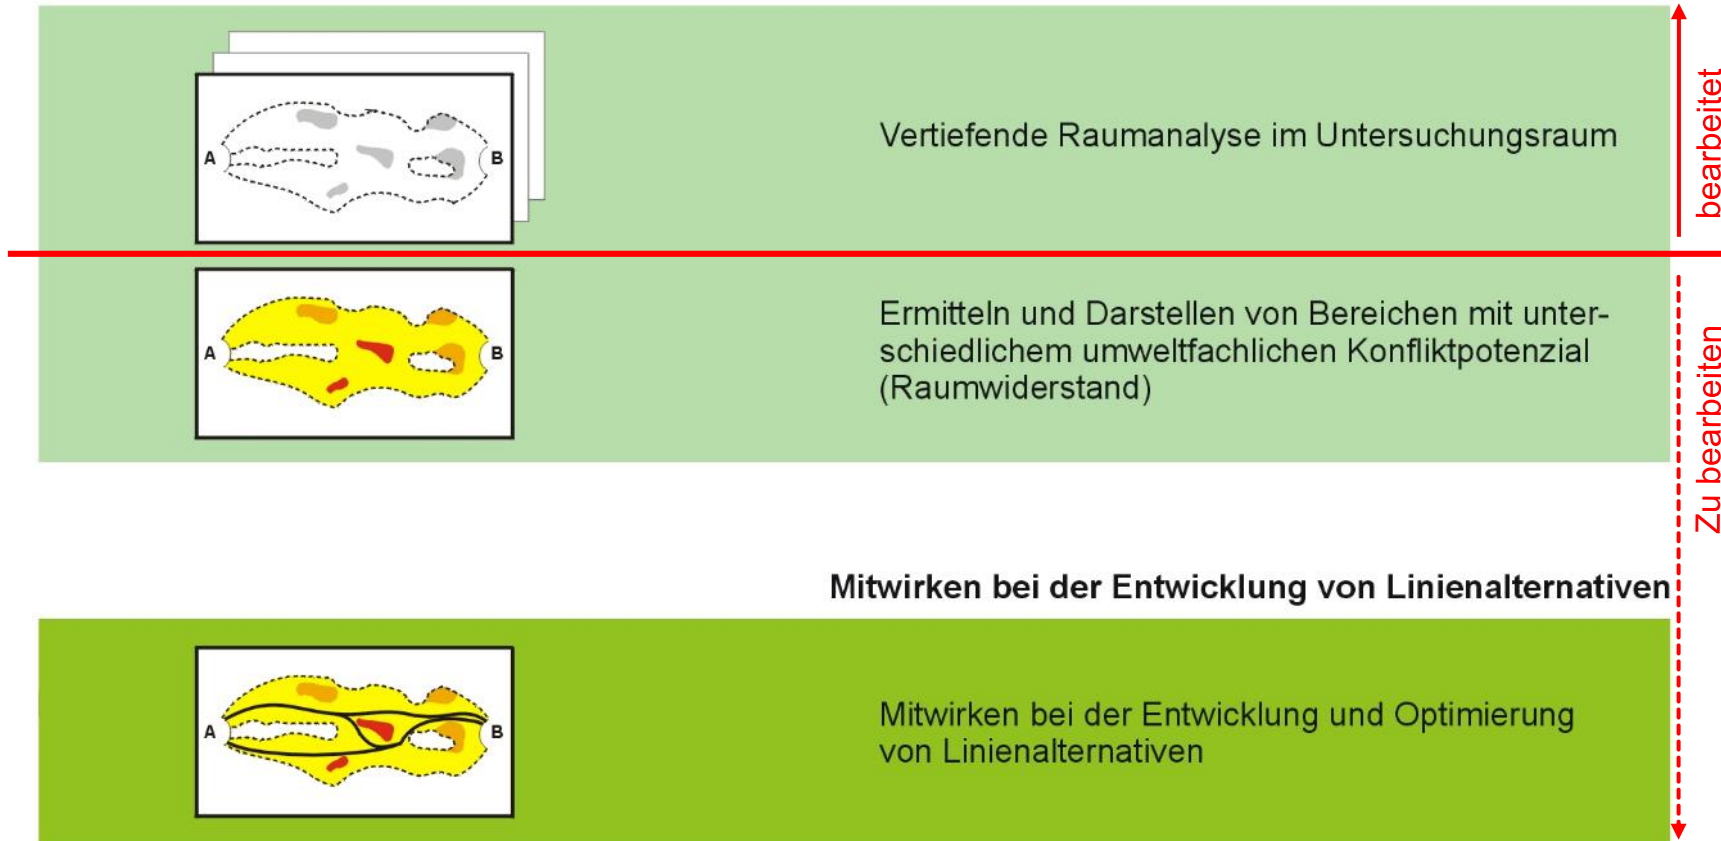 A
B
Vertiefende Raumanalyse im Untersuchungsraum
bearbeitet
A
B
Ermitteln und Darstellen von Bereichen mit unter-
schiedlichem umweltfachlichen Konfliktpotenzial
(Raumwiderstand)
Zu bearbeiten
Mitwirken bei der Entwicklung von Linienalternativen
A
B
Mitwirken bei der Entwicklung und Optimierung
von Linienalternativen